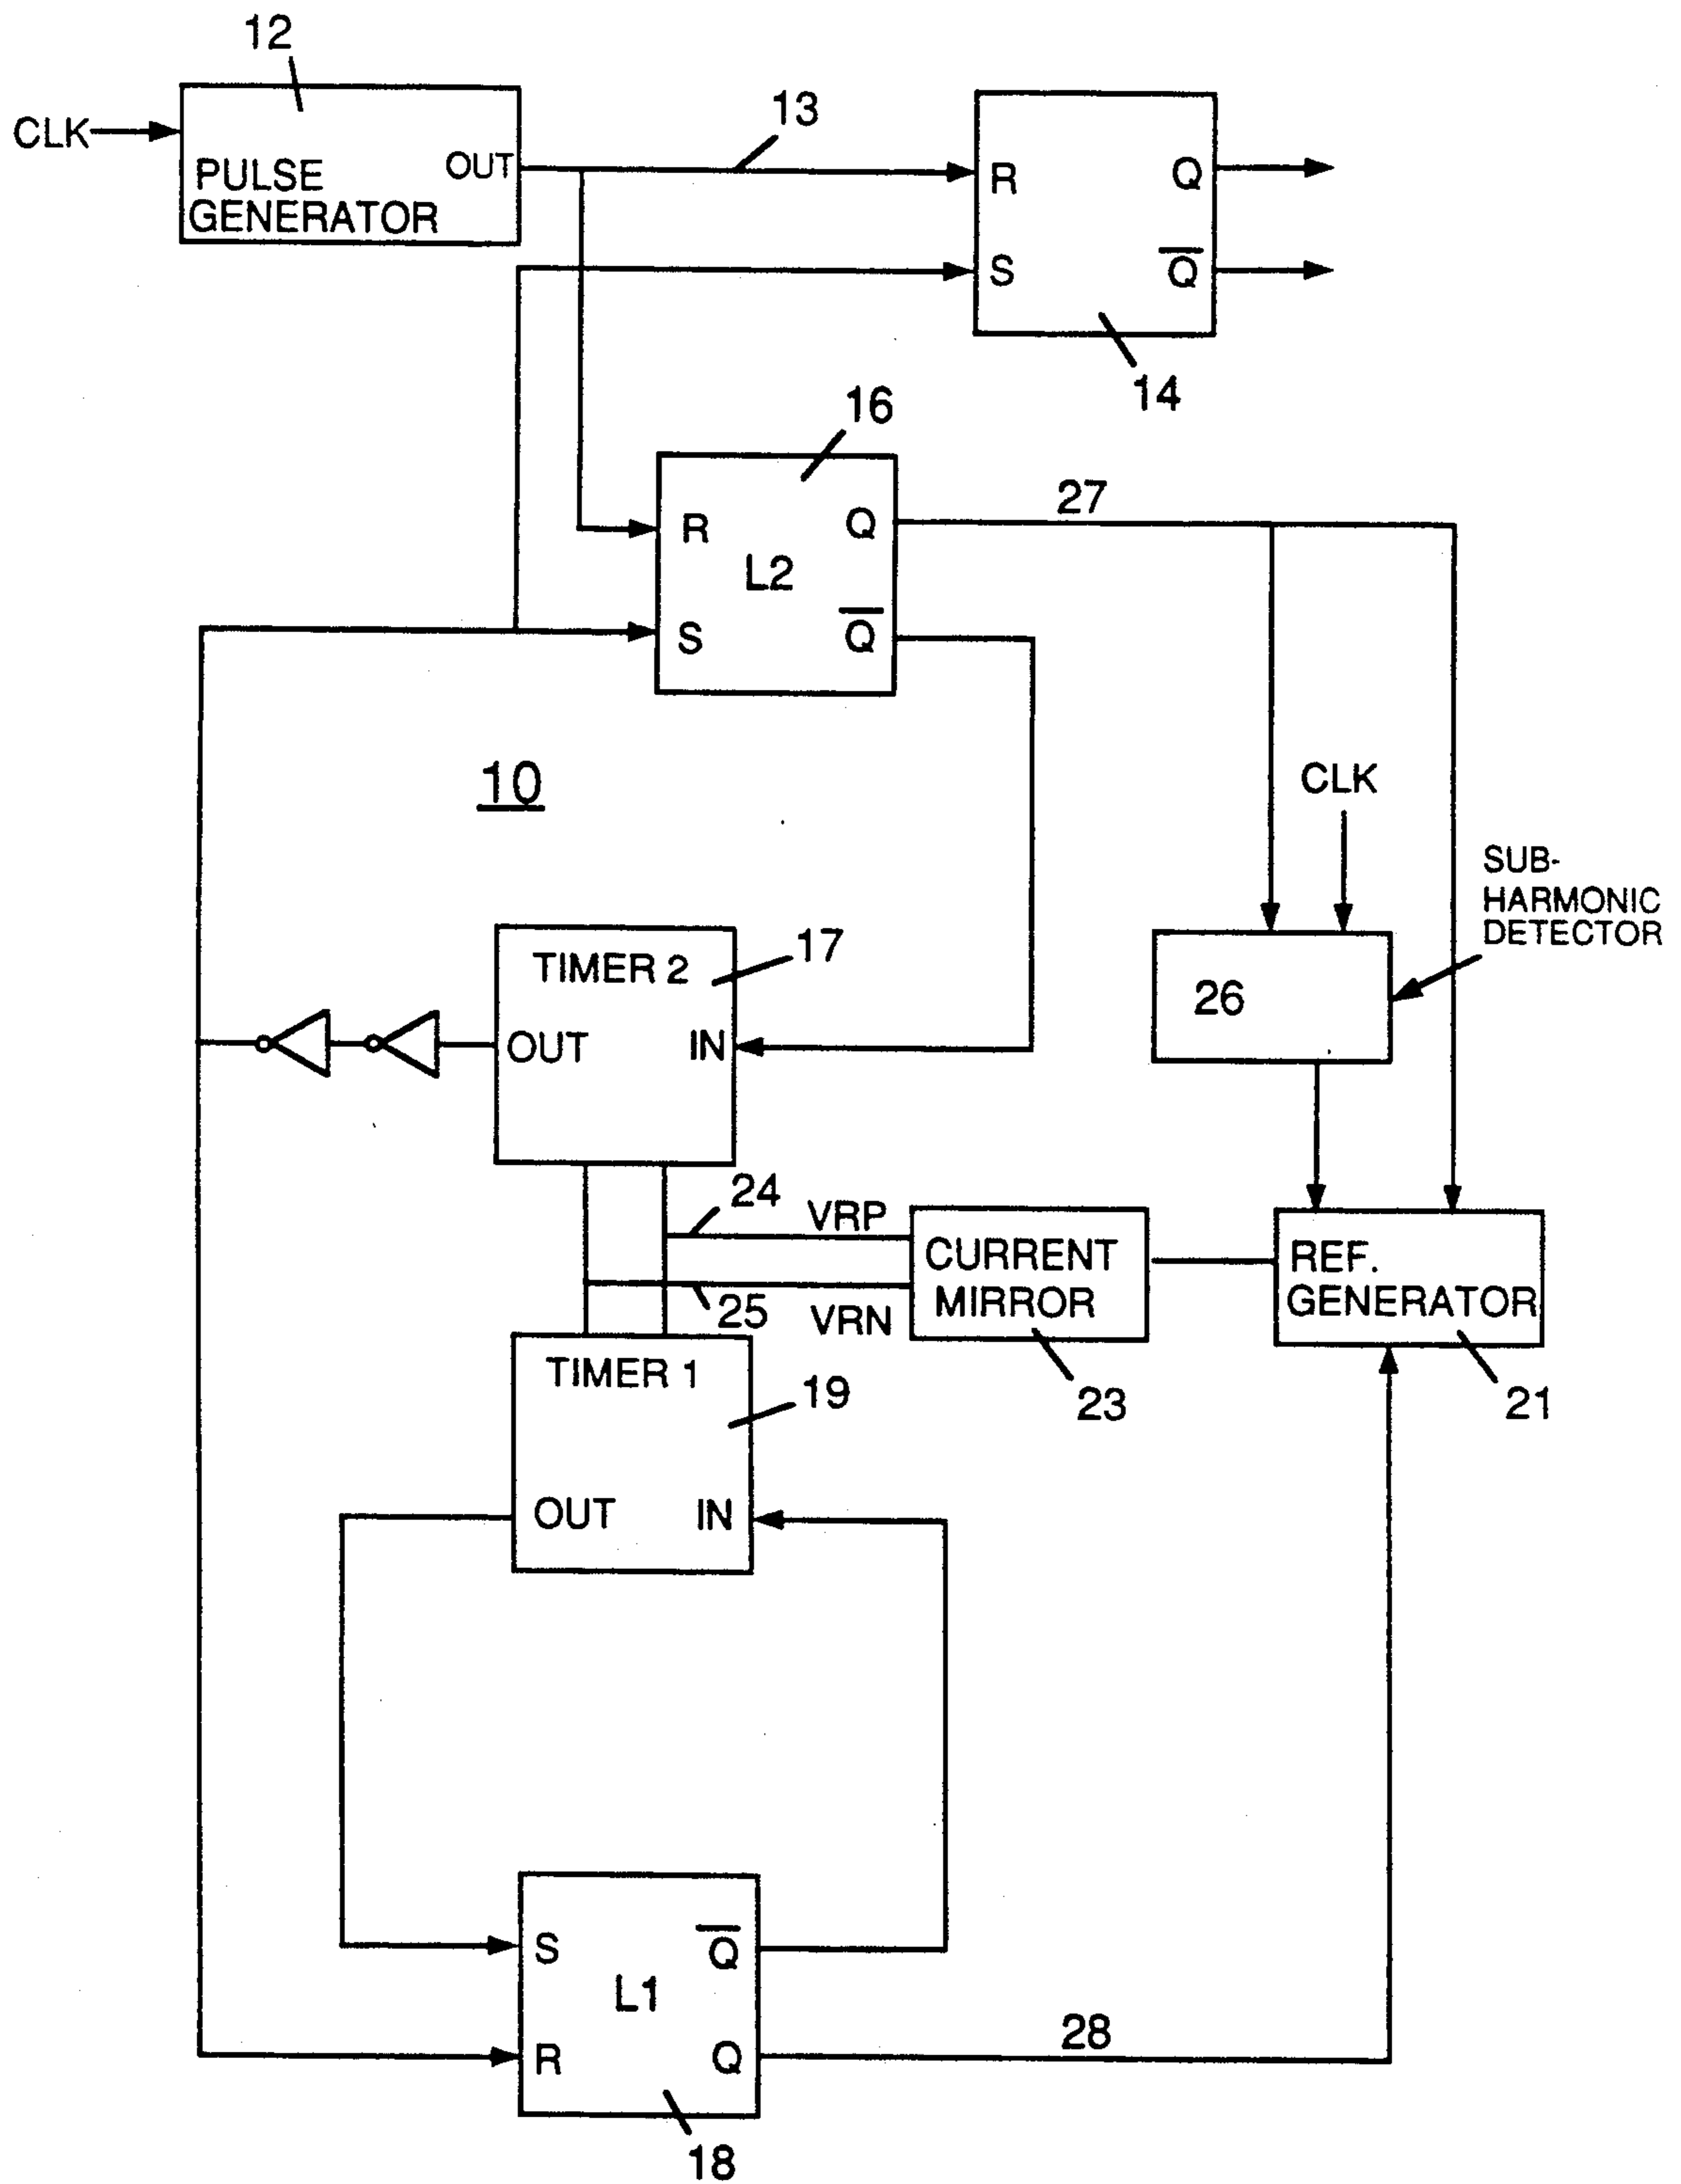 12
CLK
OUT
PULSE
GENERATOR
13
R
Q
S
Q
14
16
27
R
Q
L2
S
Q
10
CLK
SUB-
HARMONIC
DETECTOR
TIMER 2
17
26
OUT
IN
24
VRP
CURRENT
MIRROR
REF.
GENERATOR
25
VRN
TIMER 1
19
23
21
OUT
IN
S
Q
L1
28
R
Q
18